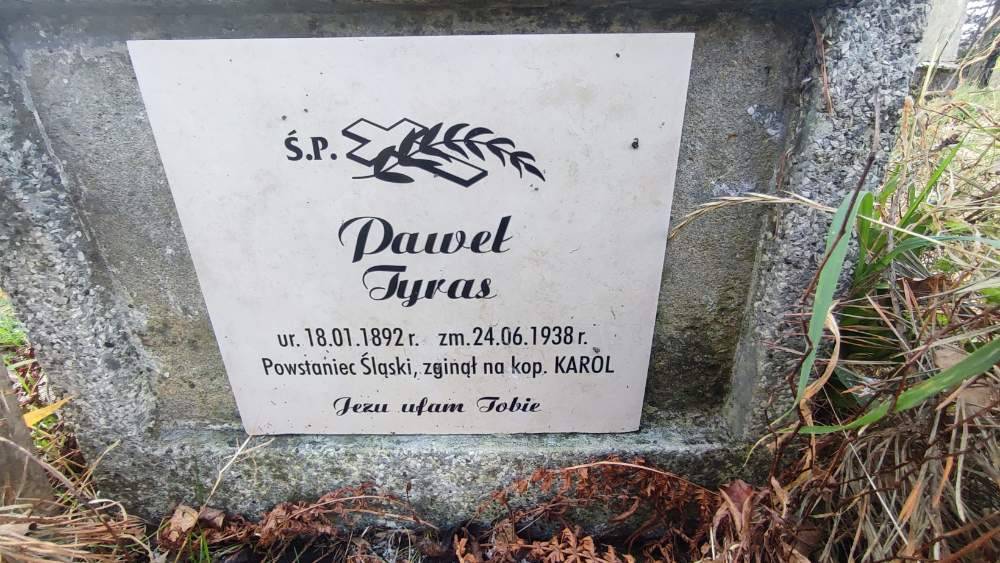 Ś.P.
Paweł
Tyras
ur. 18.01.1892 r. zm. 24.06.1938 r.
Powstaniec Śląski, zginął na kop. KAROL
Jezu ufam Tobie